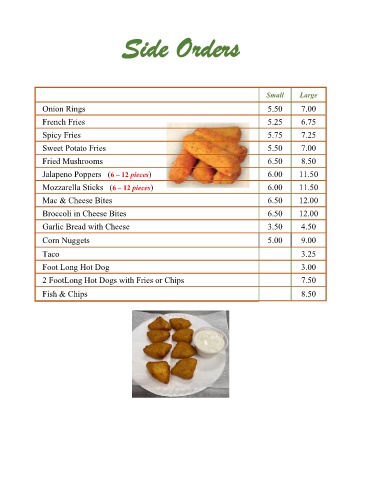 Side Orders
Small Large
Onion Rings 5.50 7.00
French Fries 5.25 6.75
Spicy Fries 5.75 7.25
Sweet Potato Fries 5.50 7.00
Fried Mushrooms 6.50 8.50
Jalapeno Poppers (6 – 12 pieces) 6.00 11.50
Mozzarella Sticks (6 – 12 pieces) 6.00 11.50
Mac & Cheese Bites 6.50 12.00
Broccoli in Cheese Bites 6.50 12.00
Garlic Bread with Cheese 3.50 4.50
Corn Nuggets 5.00 9.00
Taco 3.25
Foot Long Hot Dog 3.00
2 FootLong Hot Dogs with Fries or Chips 7.50
Fish & Chips 8.50